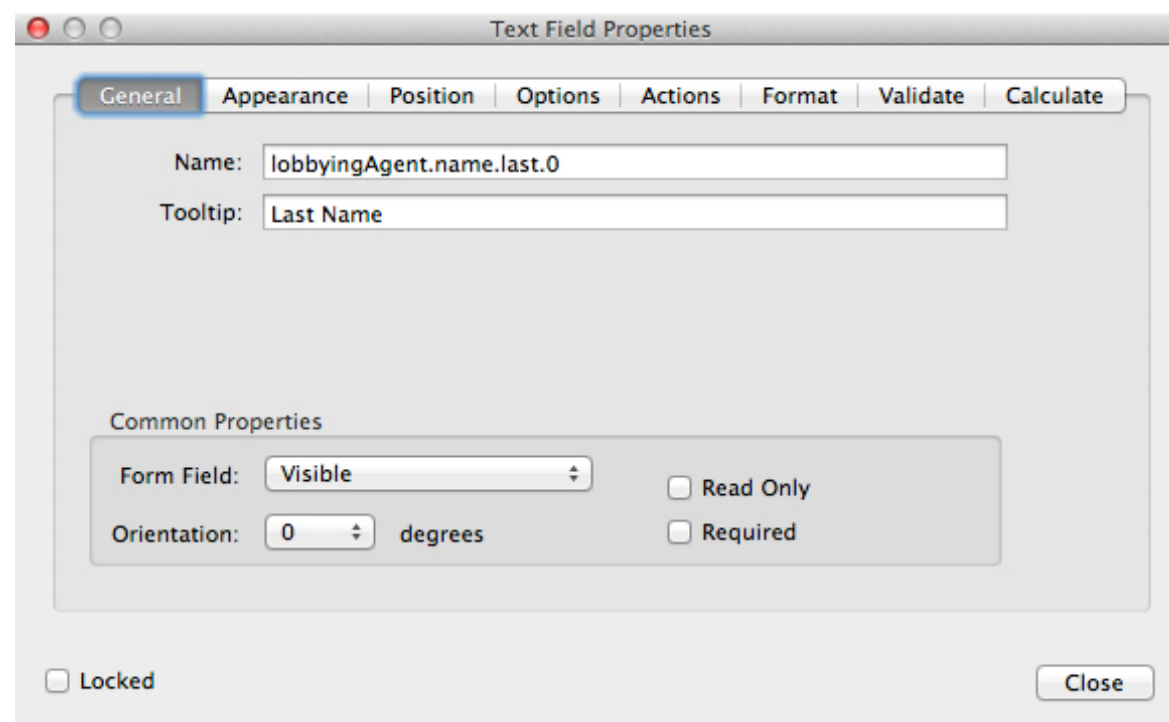 Text Field Properties
General Appearance Position Options Actions Format Validate Calculate
Name: lobbyingAgent.name.last.0
Tooltip: Last Name
Common Properties
Form Field: Visible
Read Only
Orientation: 0 degrees
Required
Locked
Close